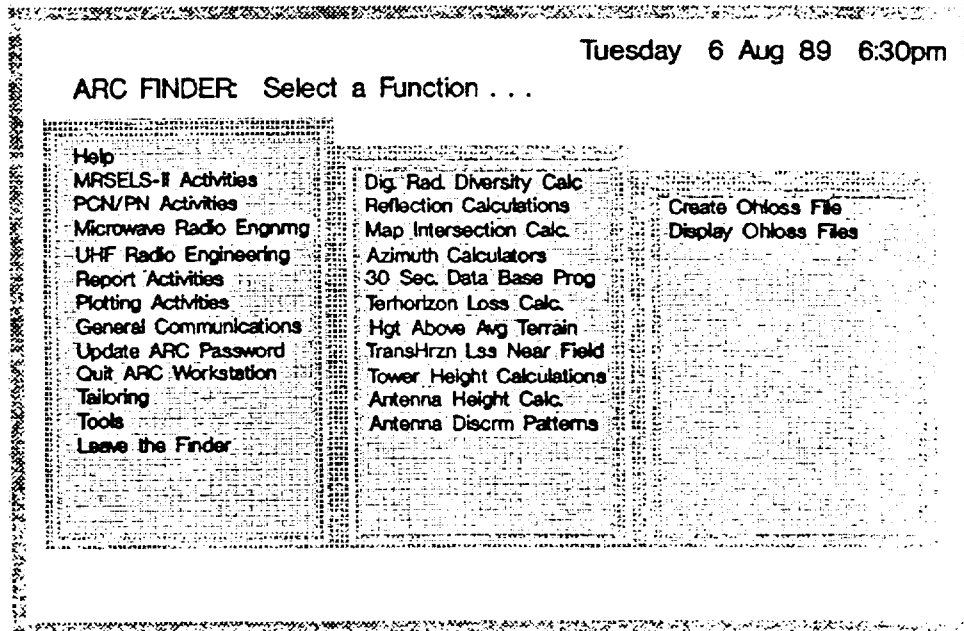 Tuesday 6 Aug 89 6:30pm
ARC FINDER: Select a Function . . .
Help
MRSELS-II Activities
PCN/PN Activities
Microwave Radio Engnmg
UHF Radio Engineering
Report Activities
Plotting Activities
General Communications
Update ARC Password
Quit ARC Workstation
Tailoring
Tools
Leave the Finder
Dig. Rad. Diversity Calc
Reflection Calculations
Map Intersection Calc.
Azimuth Calculators
30 Sec. Data Base Prog
Terhorizon Loss Calc.
Hgt Above Avg Terrain
TransHrzn Lss Near Field
Tower Height Calculations
Antenna Height Calc.
Antenna Discrm Patterns
Create Ohloss File
Display Ohloss Files